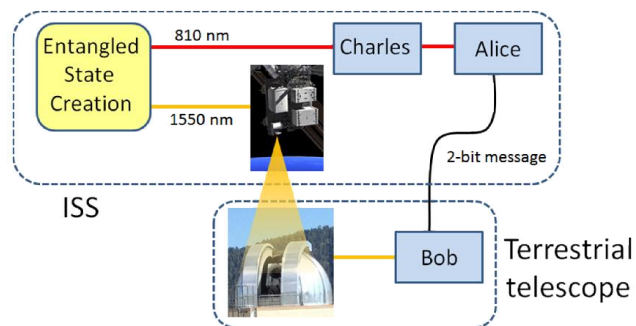 Entangled
State
Creation
810 nm
1550 nm
Charles
Alice
2-bit message
ISS
Bob
Terrestrial
telescope